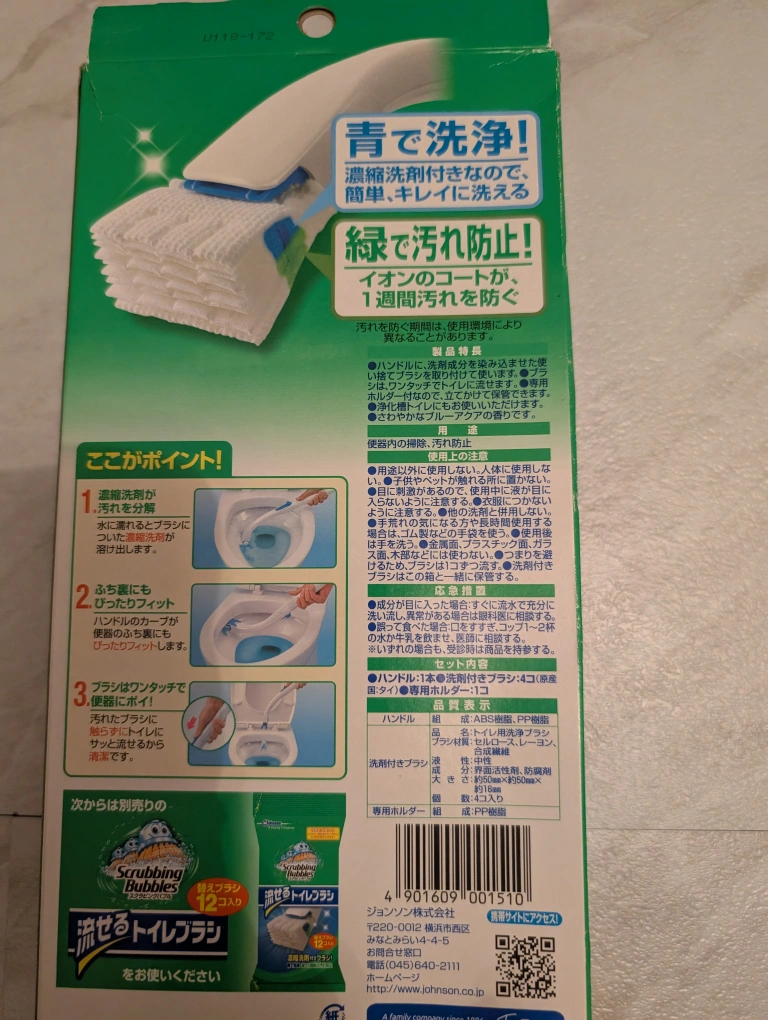 U118-172
青で洗浄!
濃縮洗剤付きなので、
簡単、キレイに洗える
緑で汚れ防止!
イオンのコートが、
1週間汚れを防ぐ
汚れを防ぐ期間は、使用環境により
異なることがあります。
製品特長
●ハンドルに、洗剤成分を染み込ませた使
い捨てブラシを取り付けて使います。●ブラ
シは、ワンタッチでトイレに流せます。●専用
ホルダー付なので、立てかけて保管できます。
●浄化槽トイレにもお使いいただけます。
●さわやかなブルーアクアの香りです。
用途
便器内の掃除、汚れ防止
使用上の注意
●用途以外に使用しない。人体に使用しな
い。●子供やペットが触れる所に置かない。
●目に刺激があるので、使用中に液が目に
入らないように注意する。●衣服につかない
ように注意する。●他の洗剤と併用しない。
●手荒れの気になる方や長時間使用する
場合は、ゴム製などの手袋を使う。●使用後
は手を洗う。●金属面、プラスチック面、ガラ
ス面、木部などには使わない。●つまりを避
けるため、ブラシは1コずつ流す。●洗剤付き
ブラシはこの箱と一緒に保管する。
応急措置
●成分が目に入った場合:すぐに流水で充分に
洗い流し、異常がある場合は眼科医に相談する。
●誤って食べた場合:口をすすぎ、コップ1〜2杯
の水か牛乳を飲ませ、医師に相談する。
※いずれの場合も、受診時は商品を持参する。
セット内容
●ハンドル:1本●洗剤付きブラシ:4コ(原産
国:タイ)●専用ホルダー:1コ
品質表示
ハンドル 組成:ABS樹脂、PP樹脂
洗剤付きブラシ
品名:トイレ用洗浄ブラシ
ブラシ材質:セルロース、レーヨン、
合成繊維
液性:中性
成分:界面活性剤、防腐剤
大きさ:約50mm×約50mm×
約16mm
個数:4コ入り
専用ホルダー 組成:PP樹脂
ここがポイント!
1. 濃縮洗剤が
汚れを分解
水に濡れるとブラシに
ついた濃縮洗剤が
溶け出します。
2. ふち裏にも
ぴったりフィット
ハンドルのカーブが
便器のふち裏にも
ぴったりフィットします。
3. ブラシはワンタッチで
便器にポイ!
汚れたブラシに
触らずにトイレに
サッと流せるから
清潔です。
次からは別売りの
Scrubbing
Bubbles
スクラビングバブル
替えブラシ
12コ入り
流せるトイレブラシ
をお使いください
Scrubbing
Bubbles
流せるトイレブラシ
12コ入り
濃縮洗剤付きブラシ!
4 901609 001510
ジョンソン株式会社
〒220-0012 横浜市西区
みなとみらい4-4-5
お問合せ窓口
電話(045)640-2111
ホームページ
http://www.johnson.co.jp
携帯サイトにアクセス!
紙
A family company since 1886